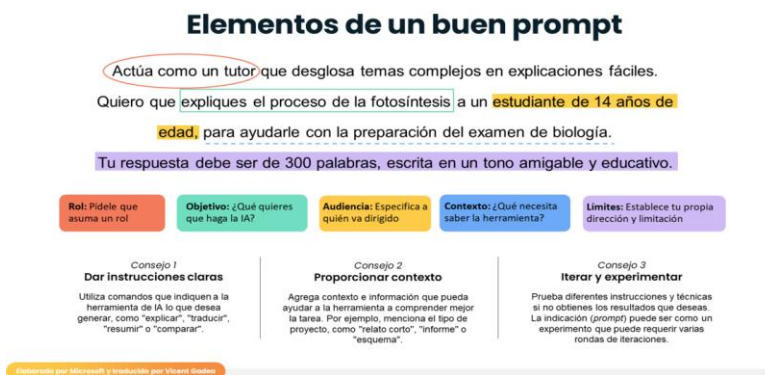 Elementos de un buen prompt
Actúa como un tutor que desglosa temas complejos en explicaciones fáciles.
Quiero que expliques el proceso de la fotosíntesis a un estudiante de 14 años de
edad, para ayudarle con la preparación del examen de biología.
Tu respuesta debe ser de 300 palabras, escrita en un tono amigable y educativo.
Rol: Pídele que
asuma un rol
Objetivo: ¿Qué quieres
que haga la IA?
Audiencia: Especifica a
quién va dirigido
Contexto: ¿Qué necesita
saber la herramienta?
Límites: Establece tu propia
dirección y limitación
Consejo 1
Dar instrucciones claras
Utiliza comandos que indiquen a la
herramienta de IA lo que desea
generar, como "explicar", "traducir",
"resumir" o "comparar".
Consejo 2
Proporcionar contexto
Agrega contexto e información que pueda
ayudar a la herramienta a comprender mejor
la tarea. Por ejemplo, menciona el tipo de
proyecto, como "relato corto", "informe" o
"esquema".
Consejo 3
Iterar y experimentar
Prueba diferentes instrucciones y técnicas
si no obtienes los resultados que deseas.
La indicación (prompt) puede ser como un
experimento que puede requerir varias
rondas de iteraciones.
Elaborado por Microsoft y traducido por Vicent Gadea